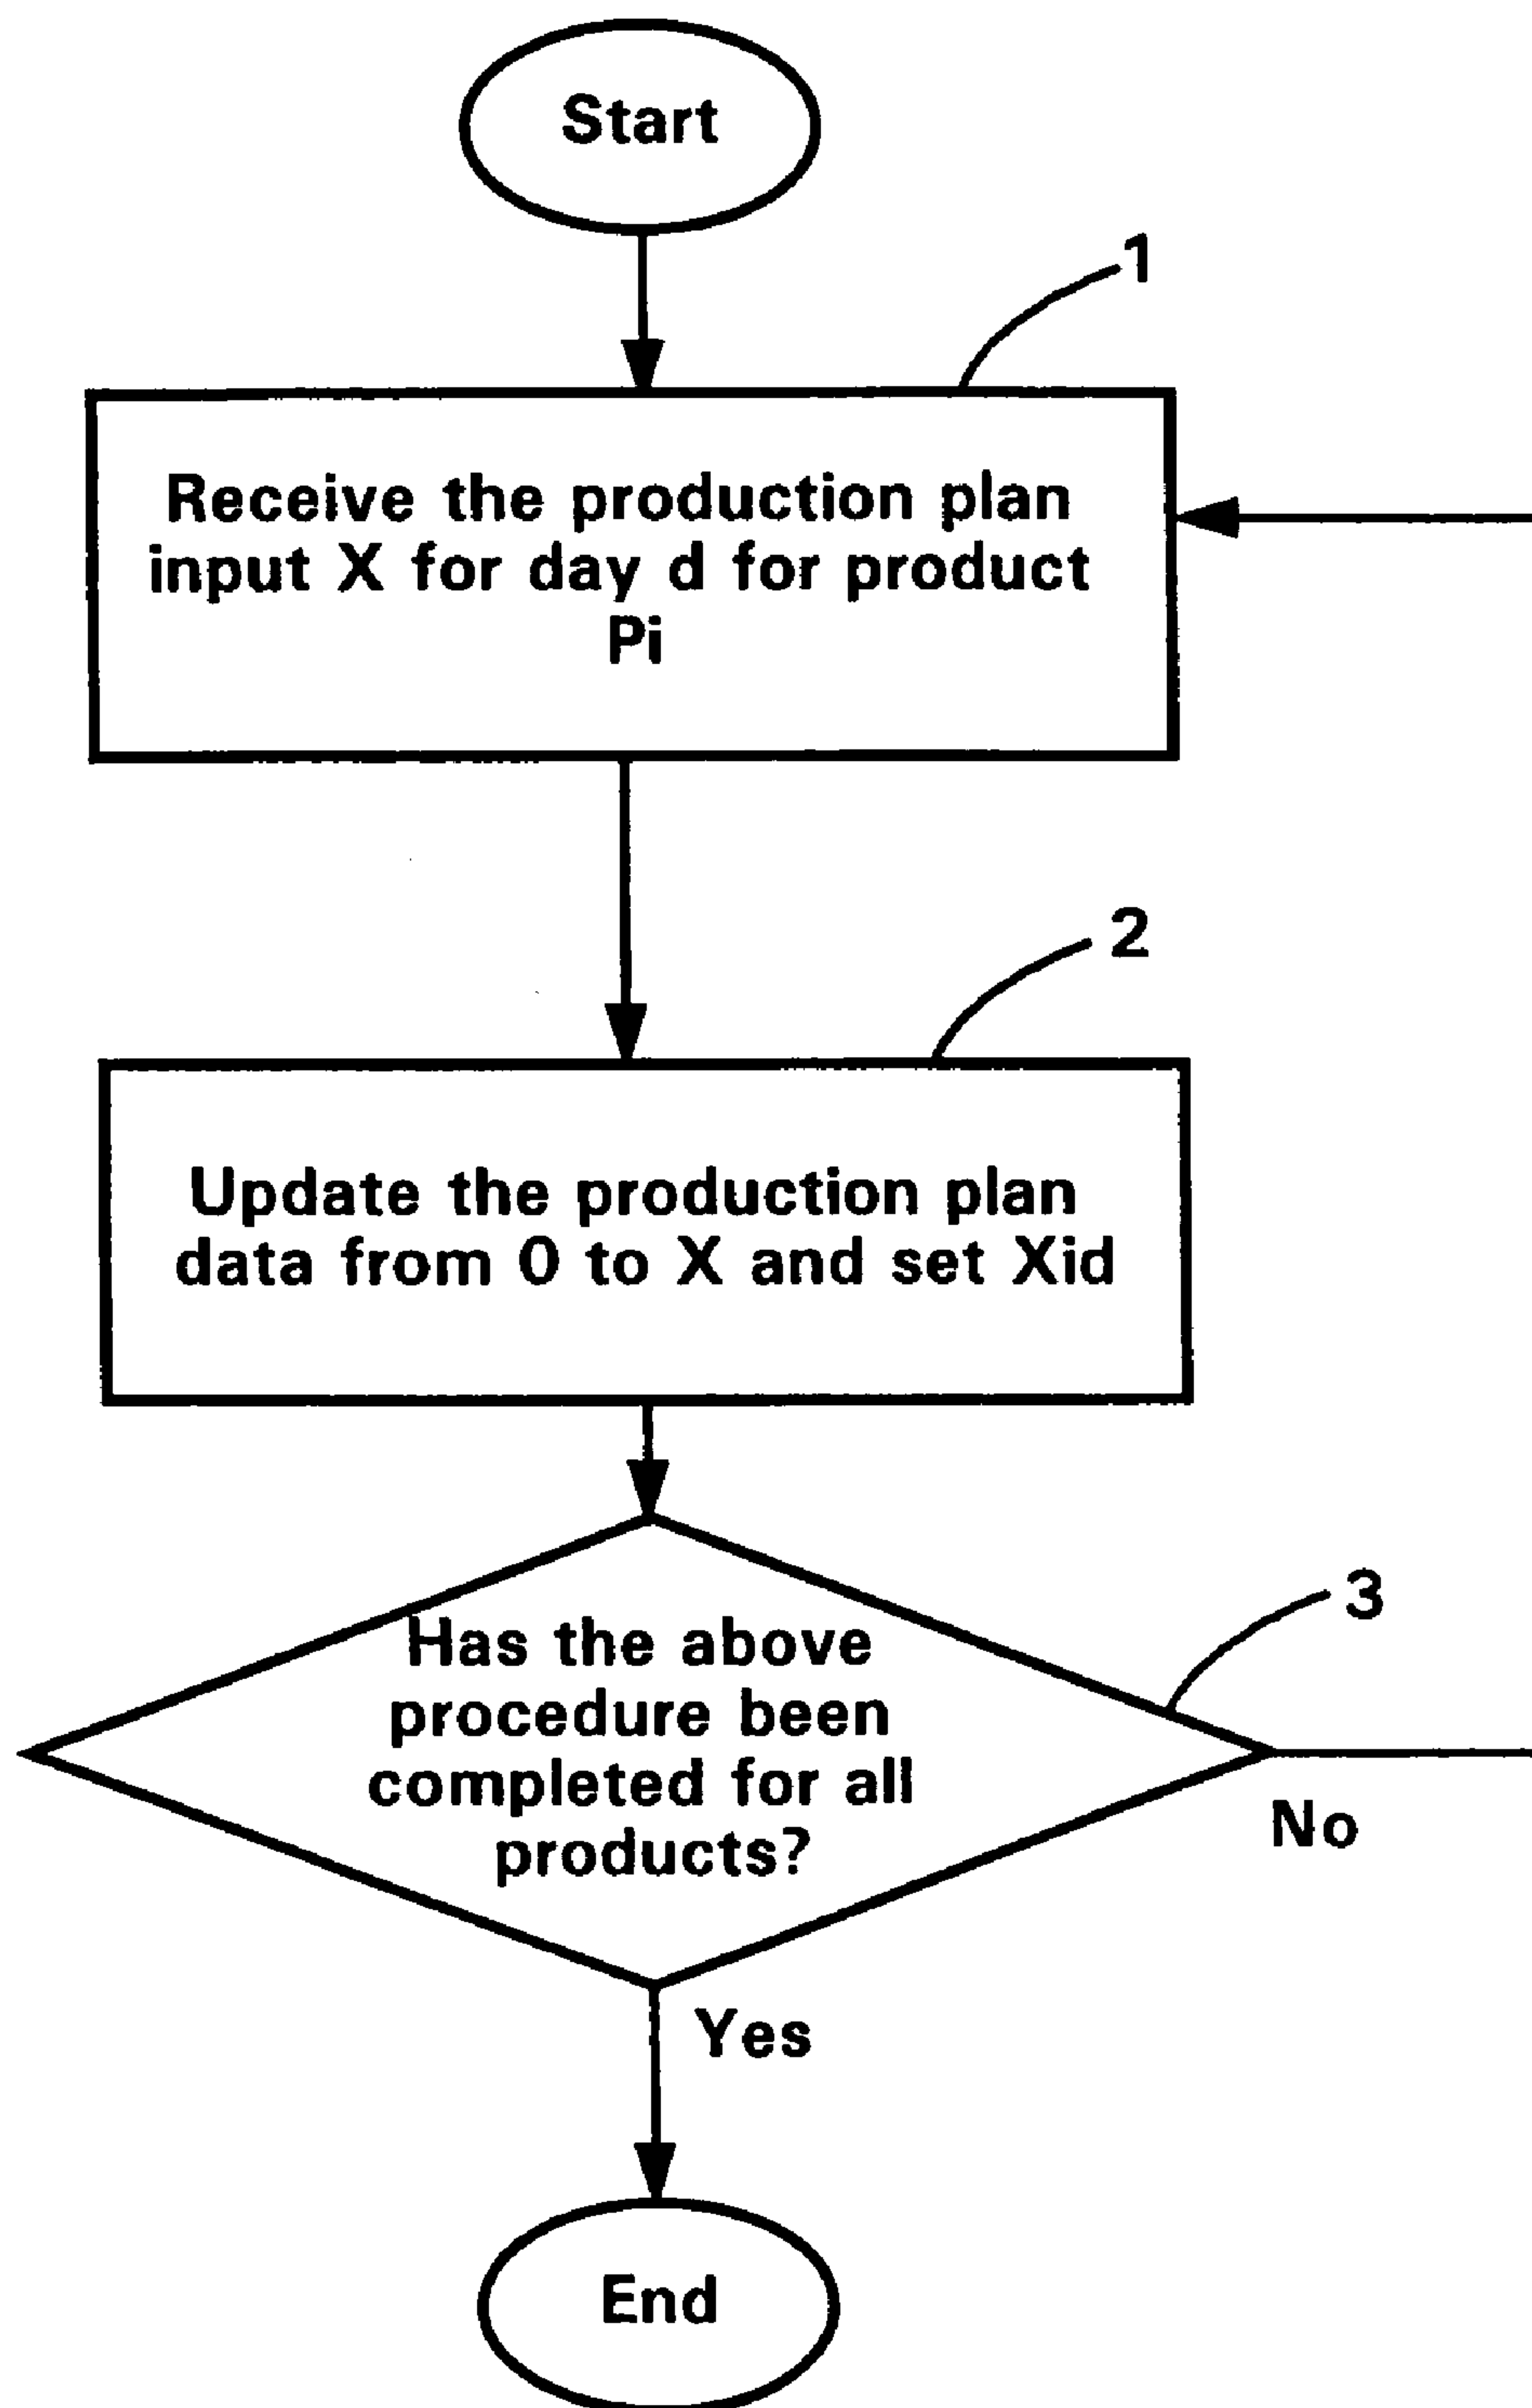 Start
1
Receive the production plan
input X for day d for product
Pi
2
Update the production plan
data from 0 to X and set Xid
3
Has the above
procedure been
completed for all
products?
No
Yes
End